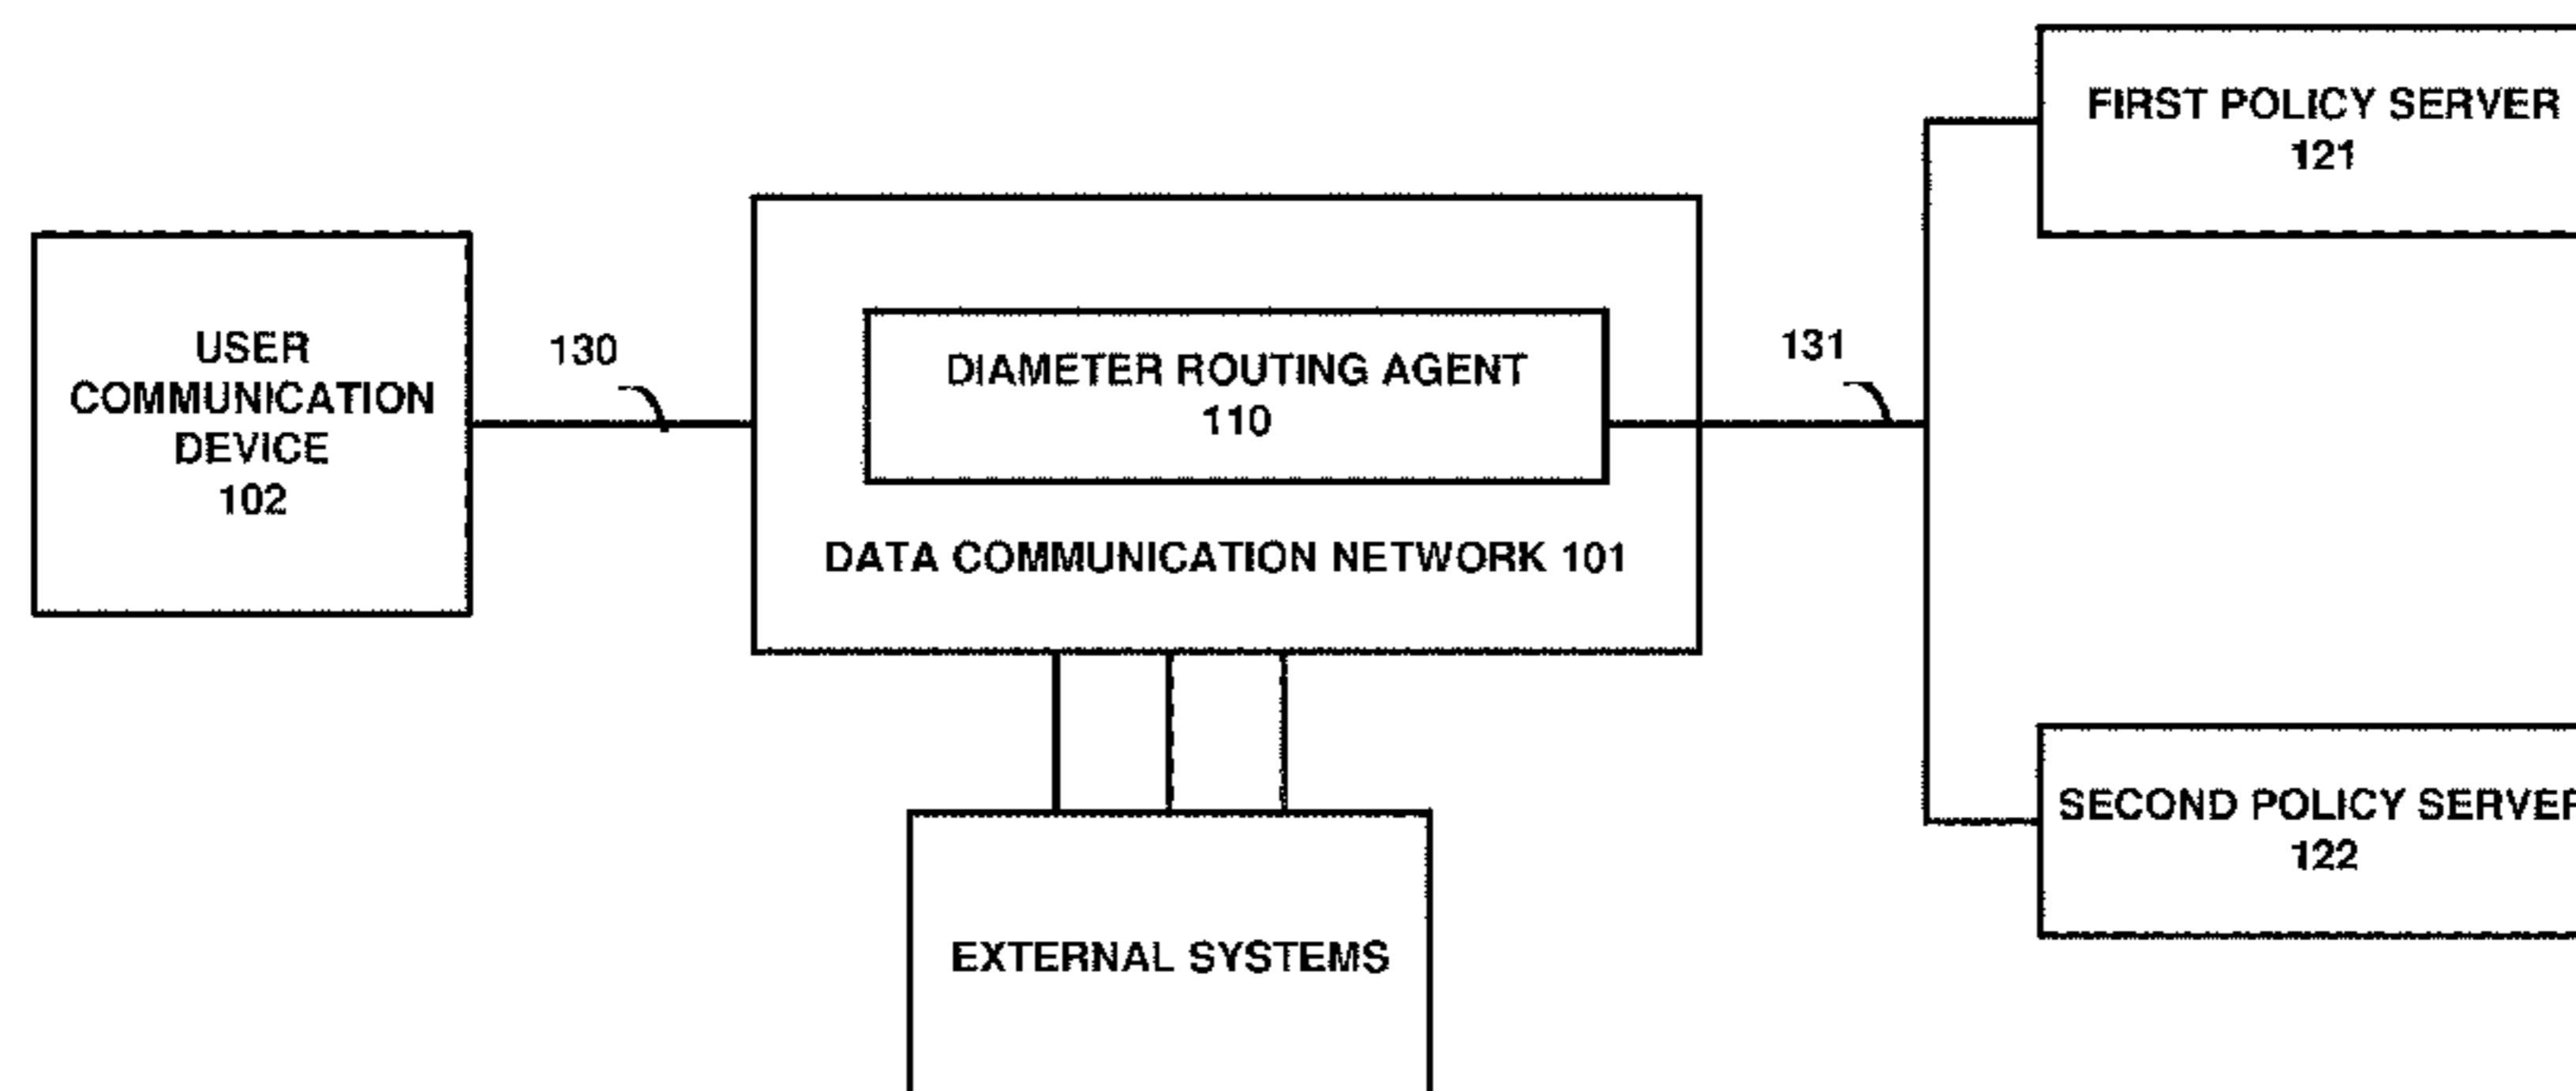 FIRST POLICY SERVER
121
USER
COMMUNICATION
DEVICE
102
130
DIAMETER ROUTING AGENT
110
131
DATA COMMUNICATION NETWORK 101
SECOND POLICY SERVER
122
EXTERNAL SYSTEMS